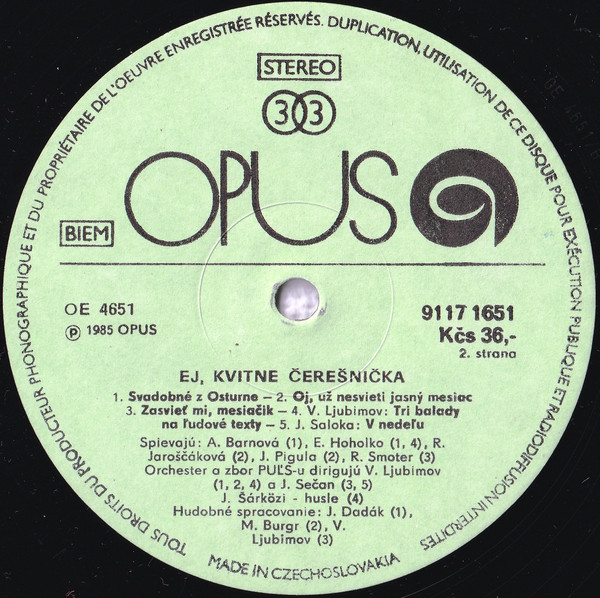 TOUS DROITS DU PRODUCTEUR PHONOGRAPHIQUE ET DU PROPRIÉTAIRE DE L'OEUVRE ENREGISTRÉE RÉSERVÉS. DUPLICATION, UTILISATION DE CE DISQUE POUR EXÉCUTION PUBLIQUE ET RADIODIFFUSION INTERDITES
STEREO
33
OPUS
BIEM
OE 4651
Ⓟ 1985 OPUS
9117 1651
Kčs 36,-
2. strana
EJ, KVITNE ČEREŠNIČKA
1. Svadobné z Osturne – 2. Oj, už nesvieti jasný mesiac
3. Zasvieť mi, mesiačik – 4. V. Ljubimov: Tri balady
na ľudové texty – 5. J. Saloka: V nedeľu
Spievajú: A. Barnová (1), E. Hoholko (1, 4), R.
Jaroščáková (2), J. Pigula (2), R. Smoter (3)
Orchester a zbor PUĽS-u dirigujú V. Ljubimov
(1, 2, 4) a J. Sečan (3, 5)
J. Šárközi - husle (4)
Hudobné spracovanie: J. Dadák (1),
M. Burgr (2), V.
Ljubimov (3)
MADE IN CZECHOSLOVAKIA